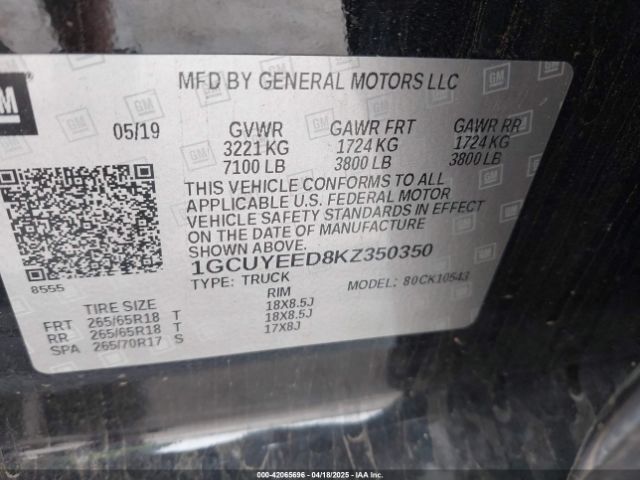 GM
MFD BY GENERAL MOTORS LLC
05/19 GVWR GAWR FRT GAWR RR
3221 KG 1724 KG 1724 KG
7100 LB 3800 LB 3800 LB
THIS VEHICLE CONFORMS TO ALL
APPLICABLE U.S. FEDERAL MOTOR
VEHICLE SAFETY STANDARDS IN EFFECT
ON THE DATE OF MANUFACTURE
SHOWN ABOVE.
1GCUYEED8KZ350350
8555 TYPE: TRUCK MODEL: 80CK10543
TIRE SIZE RIM
FRT 265/65R18 T 18X8.5J
RR 265/65R18 T 18X8.5J
SPA 265/70R17 S 17X8J
000-42065696 - 04/18/2025 - IAA Inc.